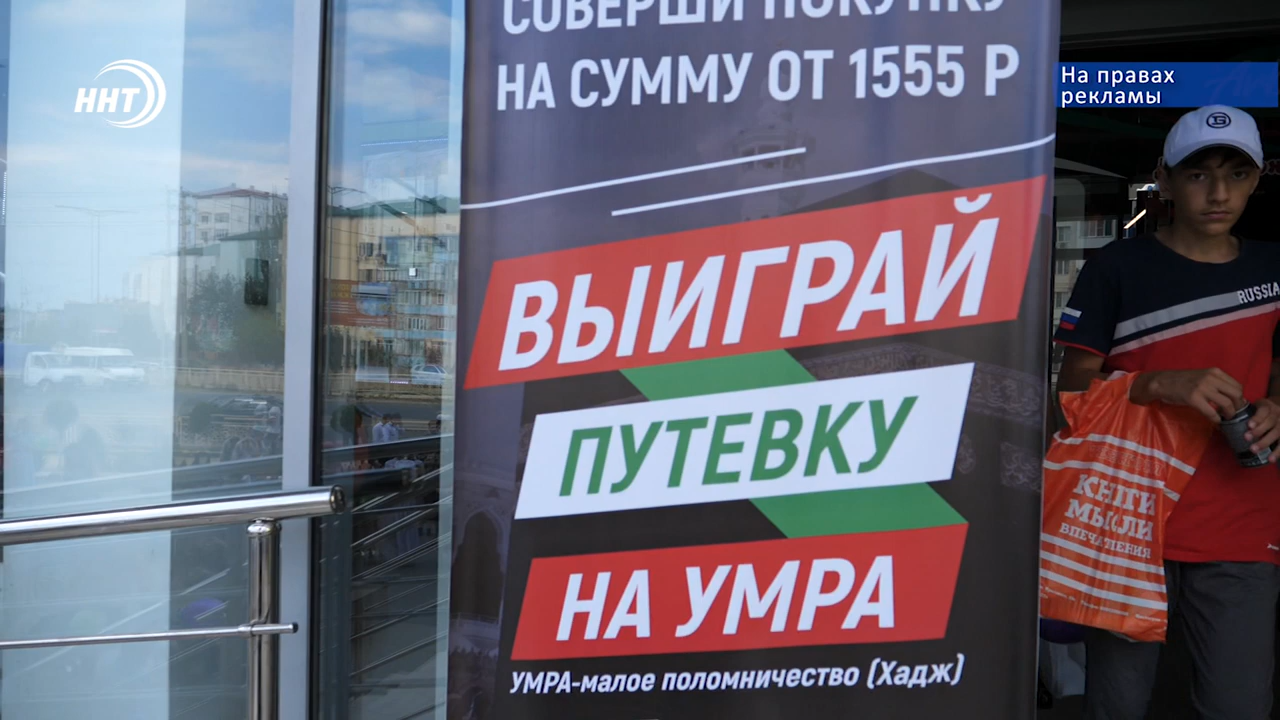 ННТ
СОВЕРШИ ПОКУПКУ
НА СУММУ ОТ 1555 Р
ВЫИГРАЙ
ПУТЕВКУ
НА УМРА
УМРА-малое поломничество (Хадж)
На правах
рекламы
G
RUSSIA
КНИГИ
МЫСЛИ
ВПЕЧАТЛЕНИЯ